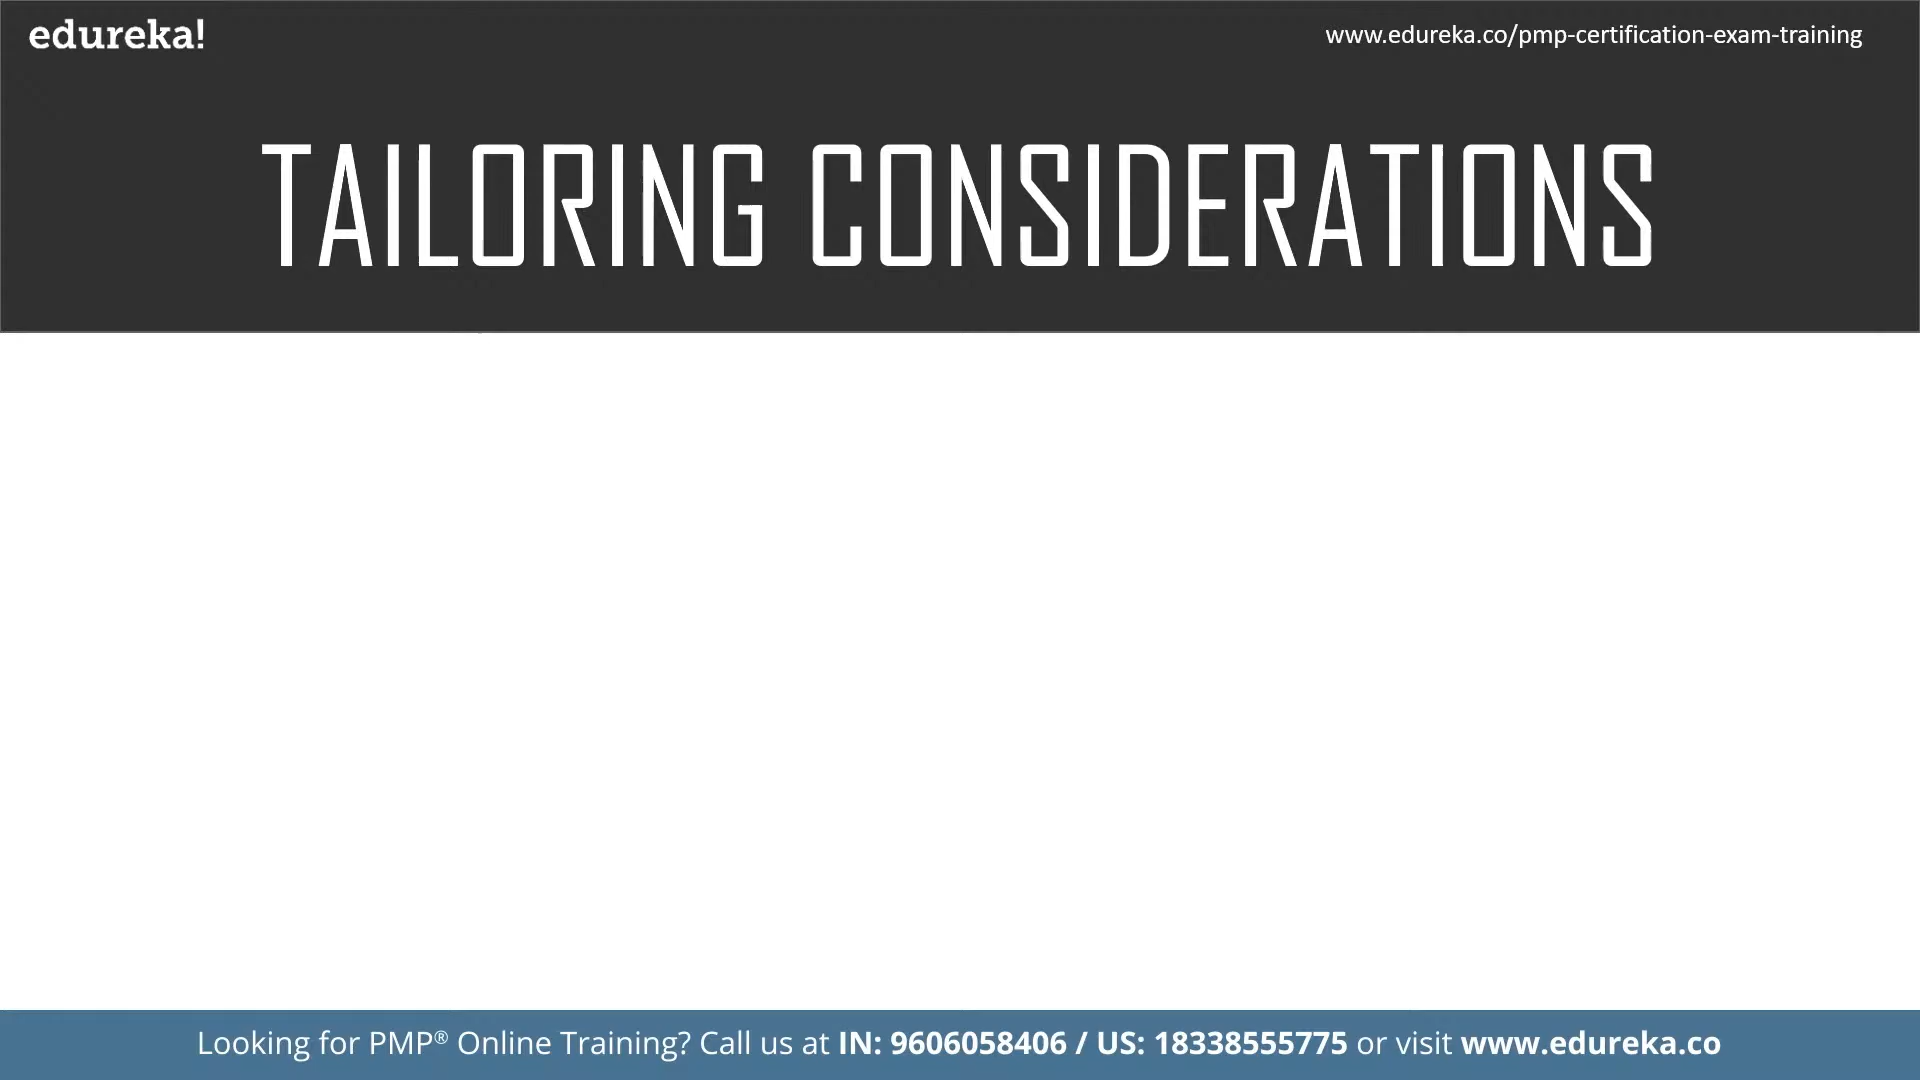 edureka!
www.edureka.co/pmp-certification-exam-training
TAILORING CONSIDERATIONS
Looking for PMP® Online Training? Call us at IN: 9606058406 / US: 18338555775 or visit www.edureka.co